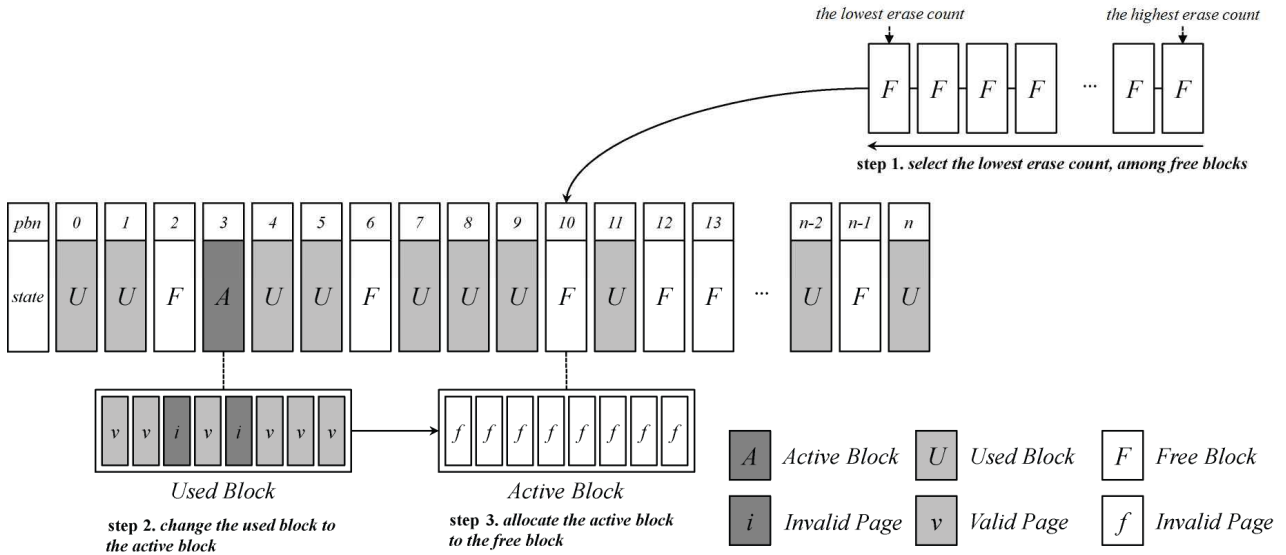 the lowest erase count the highest erase count
F F F F ... F F
step 1. select the lowest erase count, among free blocks
pbn 0 1 2 3 4 5 6 7 8 9 10 11 12 13 n-2 n-1 n
state U U F A U U F U U U F U F F ... U F U
v v i v i v v v f f f f f f f f
Used Block Active Block
step 2. change the used block to
the active block
step 3. allocate the active block
to the free block
A Active Block U Used Block F Free Block
i Invalid Page v Valid Page f Invalid Page